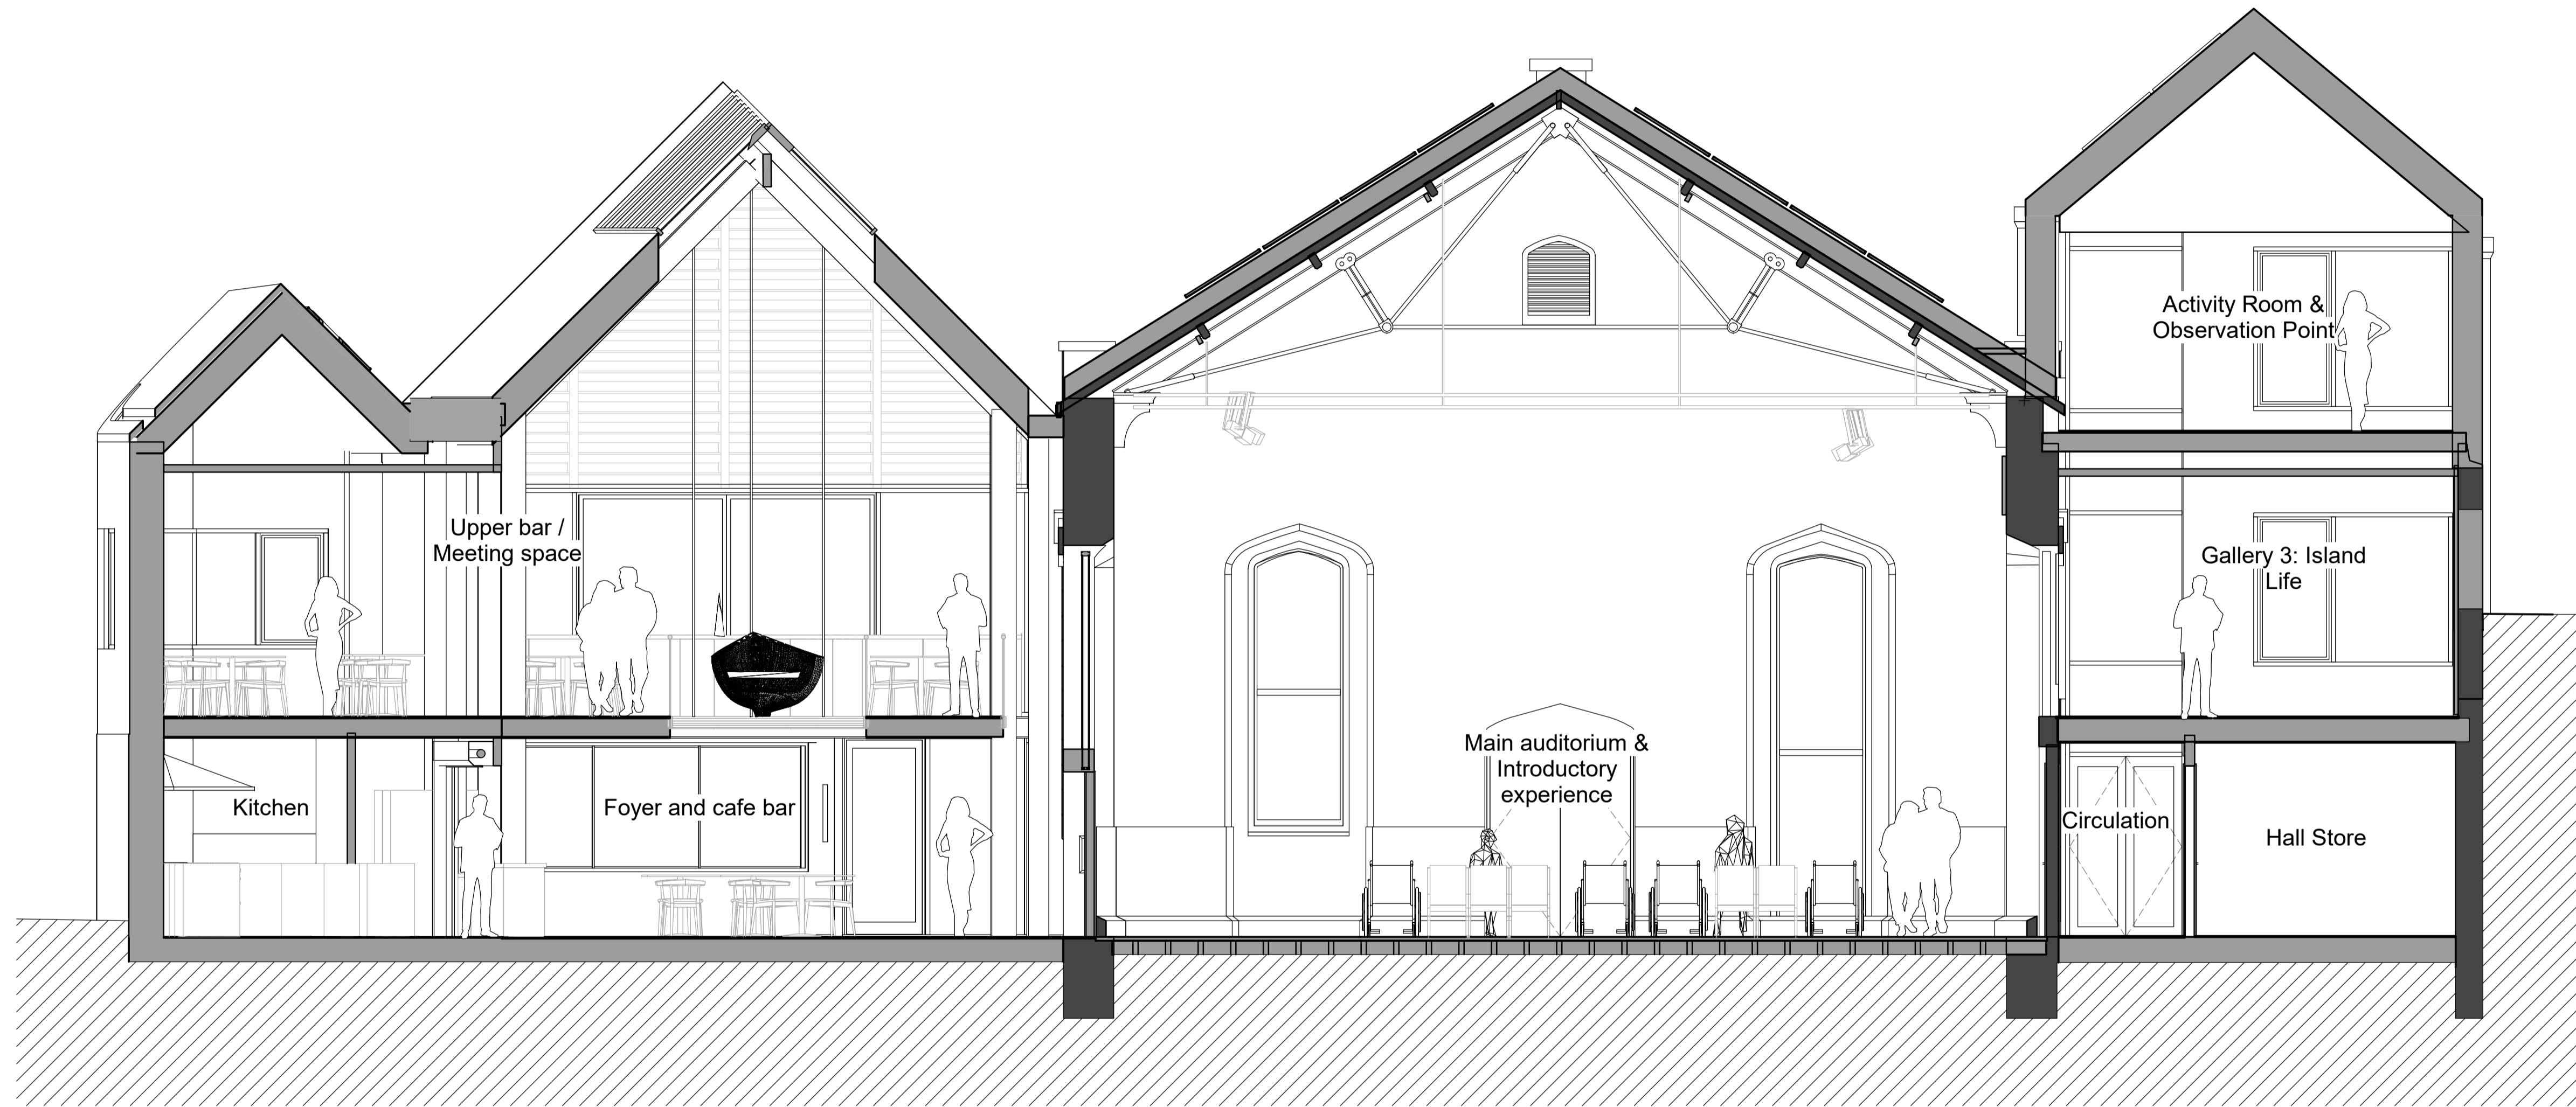 Activity Room &
Observation Point
Upper bar /
Meeting space
Gallery 3: Island
Life
Main auditorium &
Introductory
experience
Kitchen
Foyer and cafe bar
Circulation
Hall Store